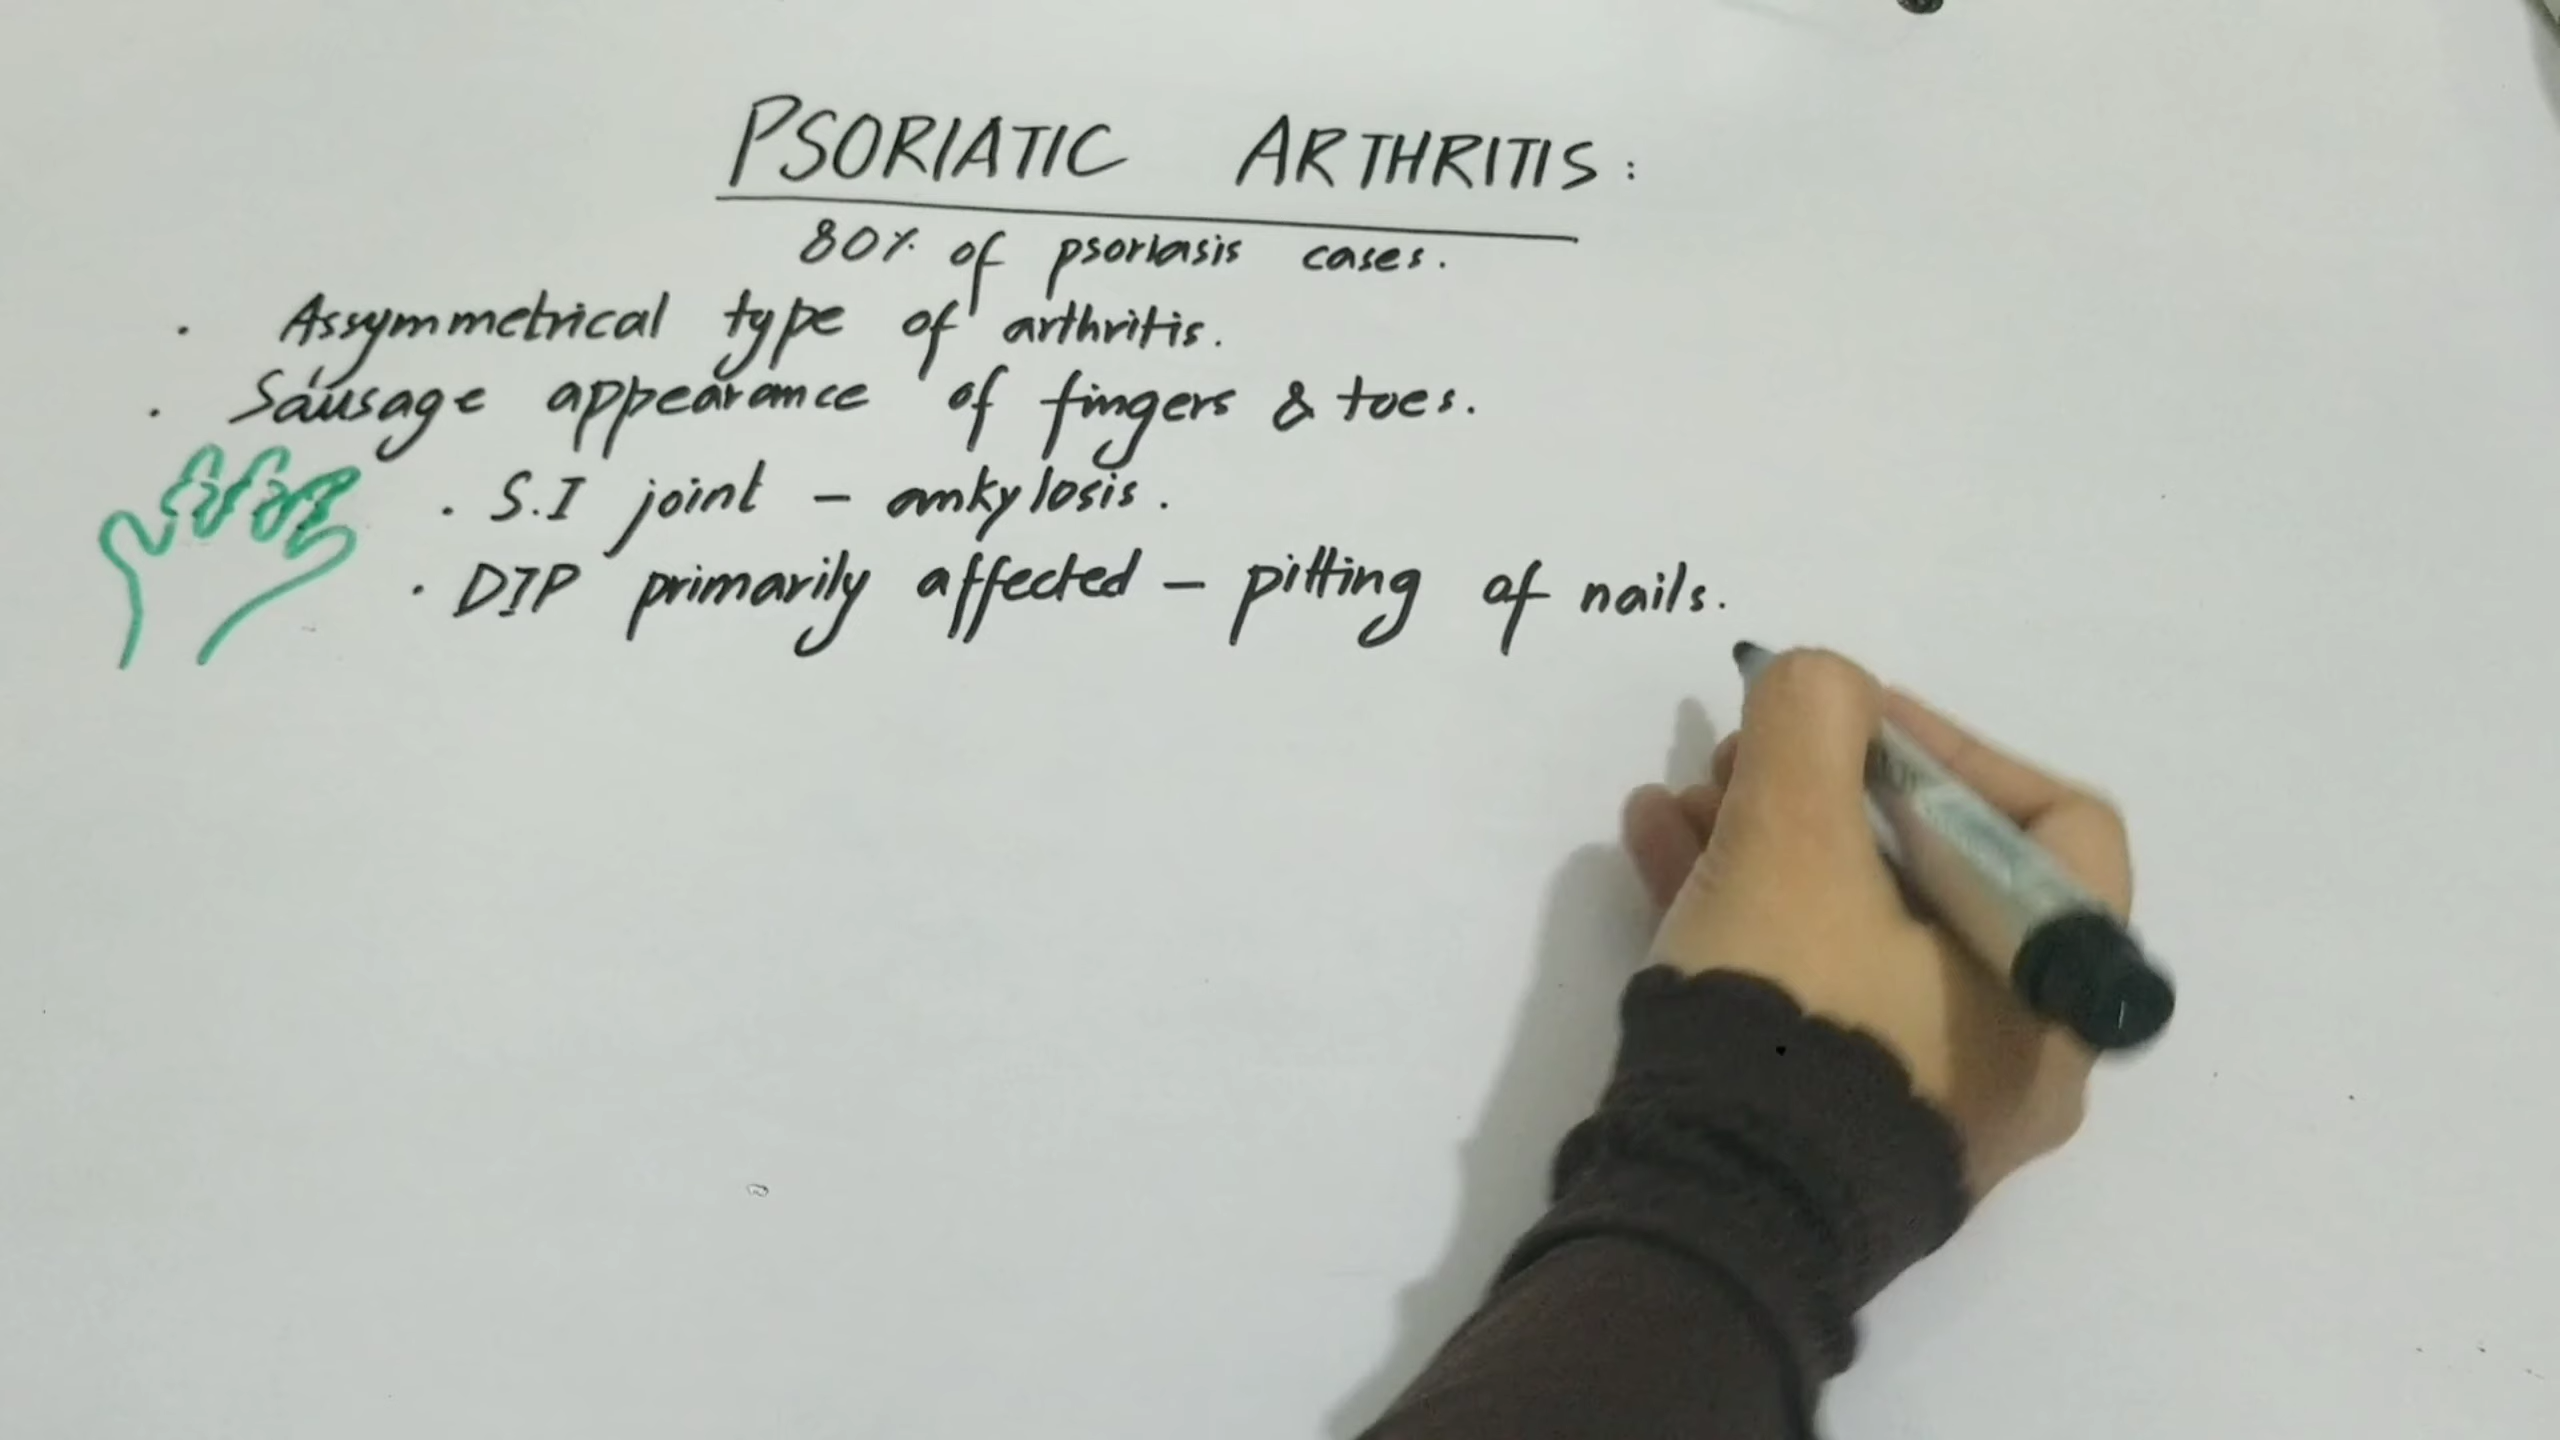 PSORIATIC ARTHRITIS:
80% of psoriasis cases.
. Assymmetrical type of arthritis.
. Sausage appearance of fingers & toes.
. S.I joint - ankylosis.
. DIP primarily affected - pitting of nails.